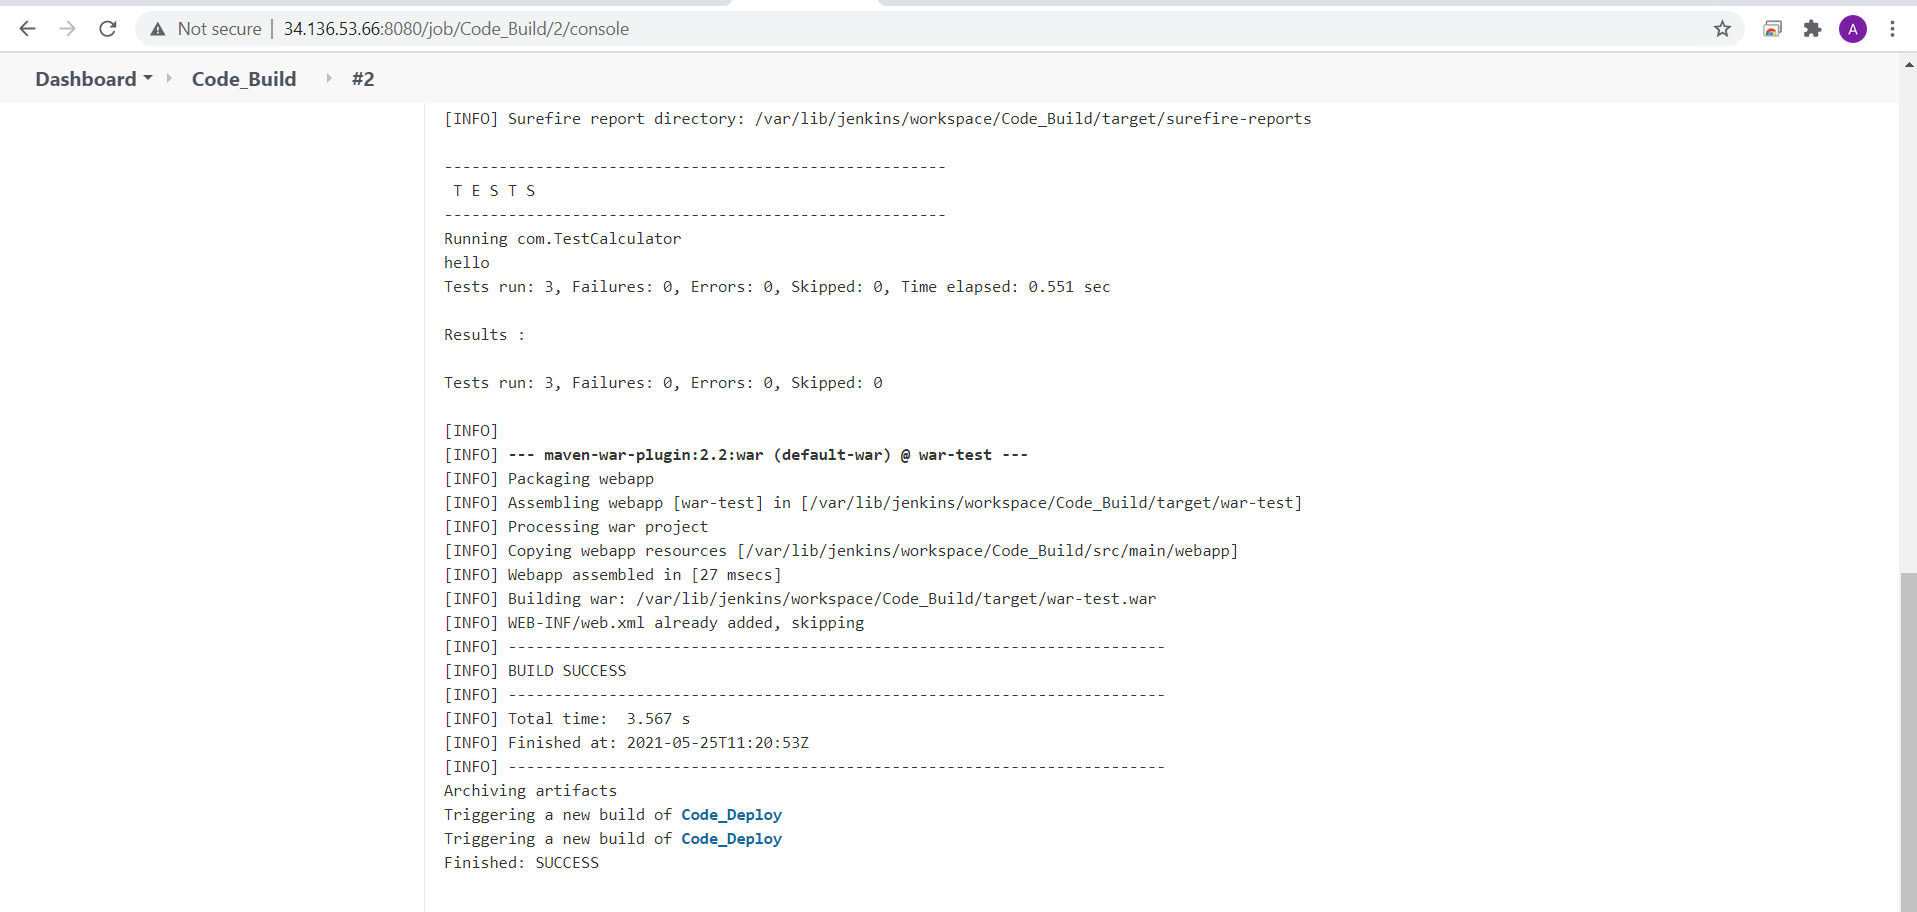 Not secure | 34.136.53.66:8080/job/Code_Build/2/console
A
Dashboard Code_Build #2
[INFO] Surefire report directory: /var/lib/jenkins/workspace/Code_Build/target/surefire-reports
-------------------------------------------------------
T E S T S
-------------------------------------------------------
Running com.TestCalculator
hello
Tests run: 3, Failures: 0, Errors: 0, Skipped: 0, Time elapsed: 0.551 sec
Results :
Tests run: 3, Failures: 0, Errors: 0, Skipped: 0
[INFO]
[INFO] --- maven-war-plugin:2.2:war (default-war) @ war-test ---
[INFO] Packaging webapp
[INFO] Assembling webapp [war-test] in [/var/lib/jenkins/workspace/Code_Build/target/war-test]
[INFO] Processing war project
[INFO] Copying webapp resources [/var/lib/jenkins/workspace/Code_Build/src/main/webapp]
[INFO] Webapp assembled in [27 msecs]
[INFO] Building war: /var/lib/jenkins/workspace/Code_Build/target/war-test.war
[INFO] WEB-INF/web.xml already added, skipping
[INFO] ------------------------------------------------------------------------
[INFO] BUILD SUCCESS
[INFO] ------------------------------------------------------------------------
[INFO] Total time:  3.567 s
[INFO] Finished at: 2021-05-25T11:20:53Z
[INFO] ------------------------------------------------------------------------
Archiving artifacts
Triggering a new build of Code_Deploy
Triggering a new build of Code_Deploy
Finished: SUCCESS